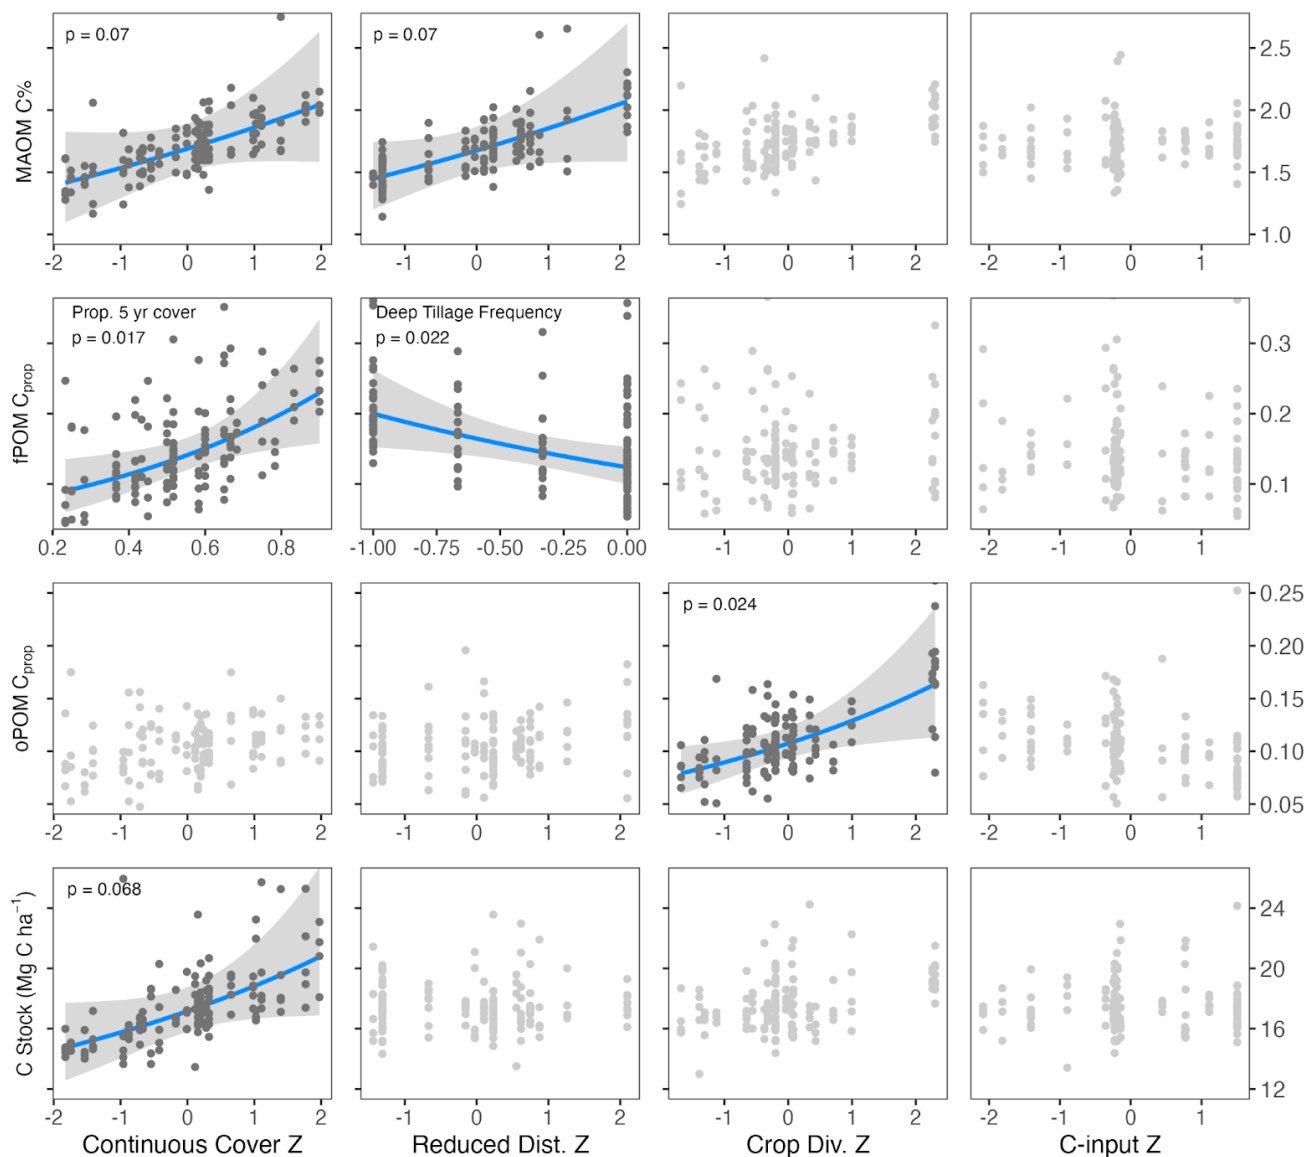 p = 0.07
p = 0.07
MAOM C%
2.5
2.0
1.5
1.0
-2 -1 0 1 2
-1 0 1 2
-1 0 1 2
-2 -1 0 1
Prop. 5 yr cover
p = 0.017
Deep Tillage Frequency
p = 0.022
fPOM Cprop
0.3
0.2
0.1
0.2 0.4 0.6 0.8
-1.00 -0.75 -0.50 -0.25 0.00
-1 0 1 2
-2 -1 0 1
p = 0.024
oPOM Cprop
0.25
0.20
0.15
0.10
0.05
-2 -1 0 1 2
-1 0 1 2
-1 0 1 2
-2 -1 0 1
p = 0.068
C Stock (Mg C ha⁻¹)
24
20
16
12
-2 -1 0 1 2
-1 0 1 2
-1 0 1 2
-2 -1 0 1
Continuous Cover Z
Reduced Dist. Z
Crop Div. Z
C-input Z